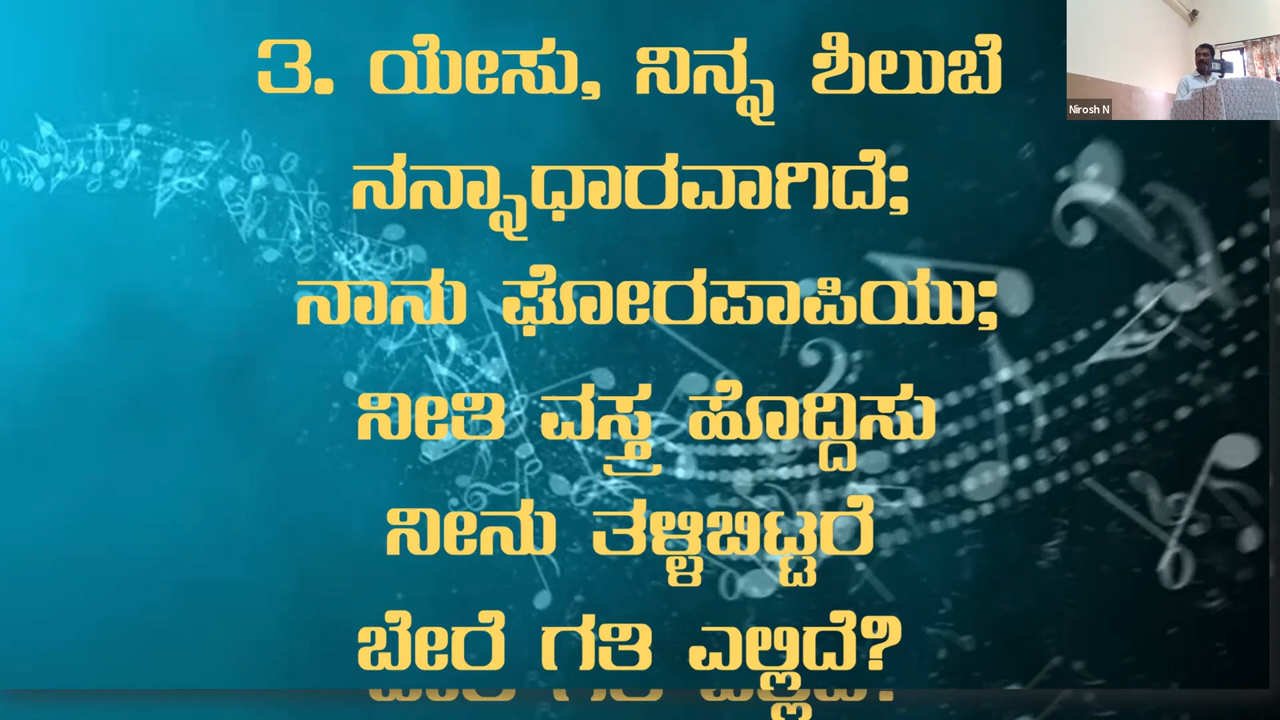 3. ಯೇಸು, ನಿನ್ನ ಶಿಲುಬೆ
ನನ್ನಾಧಾರವಾಗಿದೆ;
ನಾನು ಘೋರಪಾಪಿಯು;
ನೀತಿ ವಸ್ತ್ರ ಹೊದ್ದಿಸು
ನೀನು ತಳ್ಳಿಬಿಟ್ಟರೆ
ಬೇರೆ ಗತಿ ಎಲ್ಲಿದೆ?
Nirosh N